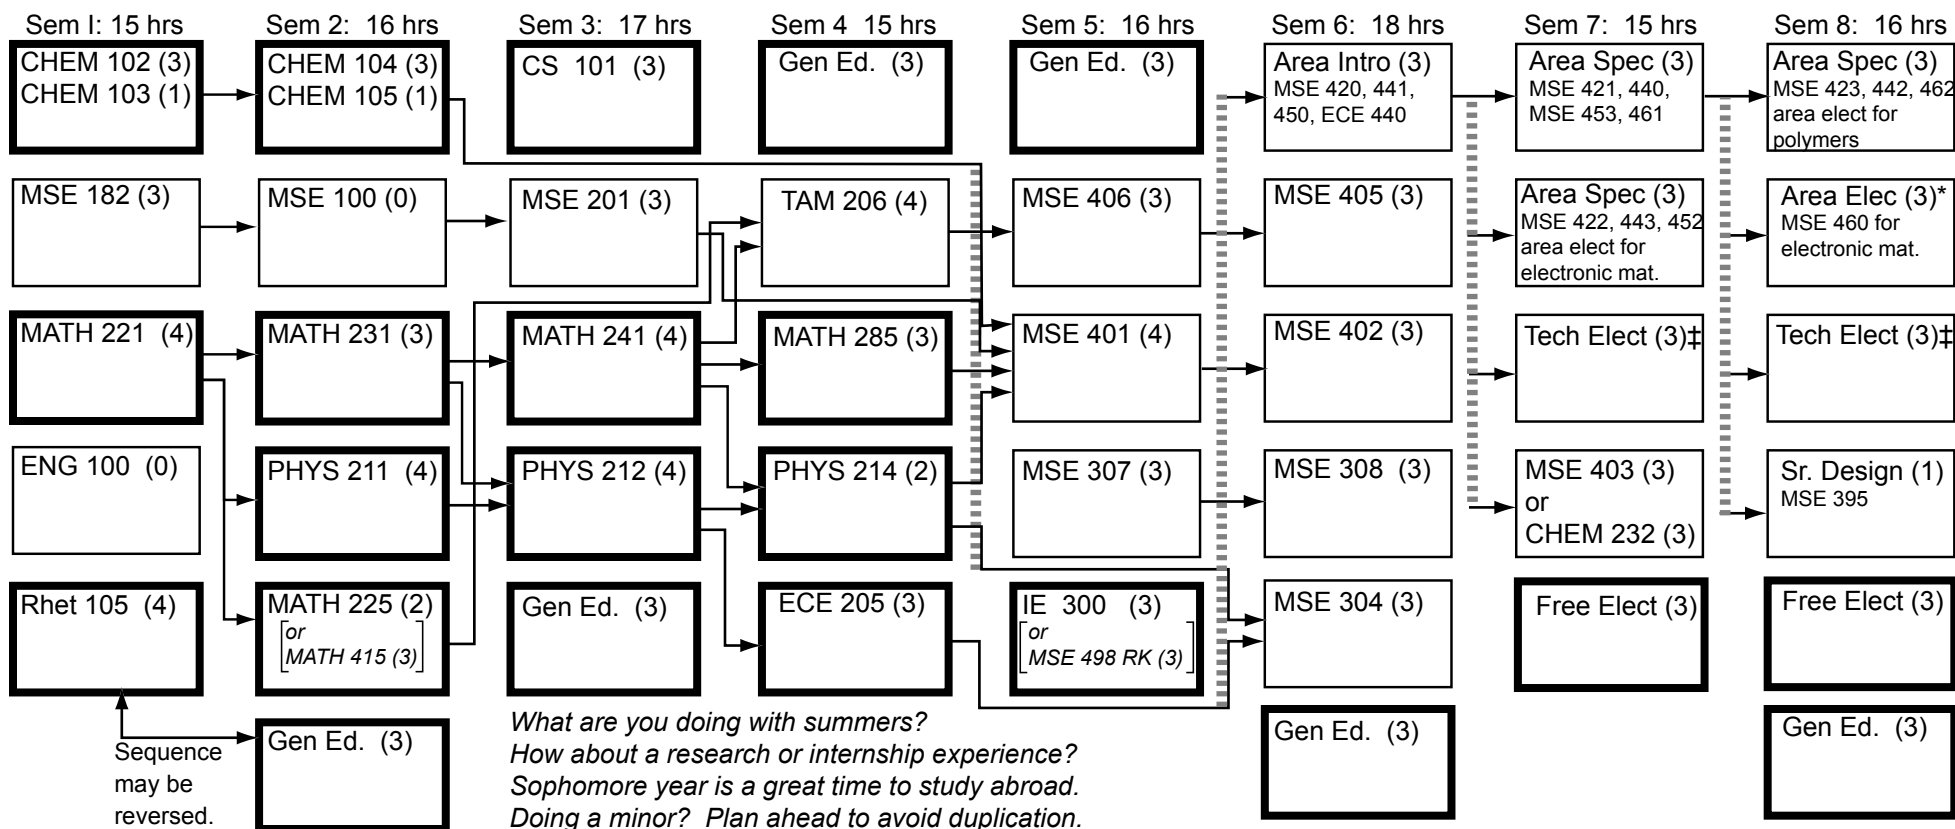 Sem I: 15 hrs
CHEM 102 (3)
CHEM 103 (1)
MSE 182 (3)
MATH 221 (4)
ENG 100 (0)
Rhet 105 (4)
Sequence
may be
reversed.
Sem 2: 16 hrs
CHEM 104 (3)
CHEM 105 (1)
MSE 100 (0)
MATH 231 (3)
PHYS 211 (4)
MATH 225 (2)
[or
MATH 415 (3)]
Gen Ed. (3)
Sem 3: 17 hrs
CS 101 (3)
MSE 201 (3)
MATH 241 (4)
PHYS 212 (4)
Gen Ed. (3)
Sem 4 15 hrs
Gen Ed. (3)
TAM 206 (4)
MATH 285 (3)
PHYS 214 (2)
ECE 205 (3)
What are you doing with summers?
How about a research or internship experience?
Sophomore year is a great time to study abroad.
Doing a minor? Plan ahead to avoid duplication.
Sem 5: 16 hrs
Gen Ed. (3)
MSE 406 (3)
MSE 401 (4)
MSE 307 (3)
IE 300 (3)
[or
MSE 498 RK (3)]
Sem 6: 18 hrs
Area Intro (3)
MSE 420, 441,
450, ECE 440
MSE 405 (3)
MSE 402 (3)
MSE 308 (3)
MSE 304 (3)
Gen Ed. (3)
Sem 7: 15 hrs
Area Spec (3)
MSE 421, 440,
MSE 453, 461
Area Spec (3)
MSE 422, 443, 452
area elect for
electronic mat.
Tech Elect (3)‡
MSE 403 (3)
or
CHEM 232 (3)
Free Elect (3)
Sem 8: 16 hrs
Area Spec (3)
MSE 423, 442, 462
area elect for
polymers
Area Elec (3)*
MSE 460 for
electronic mat.
Tech Elect (3)‡
Sr. Design (1)
MSE 395
Free Elect (3)
Gen Ed. (3)